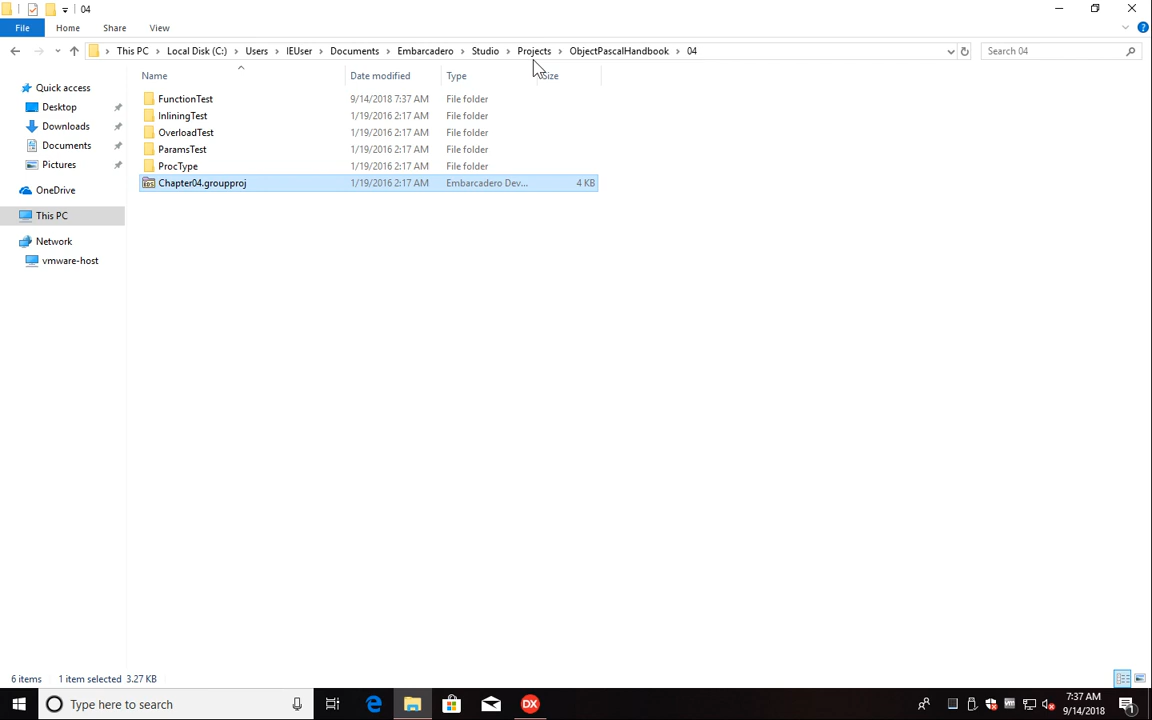 04
File Home Share View
This PC Local Disk (C:) Users IEUser Documents Embarcadero Studio Projects ObjectPascalHandbook 04 Search 04
Name Date modified Type Size
Quick access
Desktop
Downloads
Documents
Pictures
OneDrive
This PC
Network
vmware-host
FunctionTest 9/14/2018 7:37 AM File folder
InliningTest 1/19/2016 2:17 AM File folder
OverloadTest 1/19/2016 2:17 AM File folder
ParamsTest 1/19/2016 2:17 AM File folder
ProcType 1/19/2016 2:17 AM File folder
Chapter04.groupproj 1/19/2016 2:17 AM Embarcadero Dev... 4 KB
6 items 1 item selected 3.27 KB
Type here to search
DX
7:37 AM
9/14/2018
1